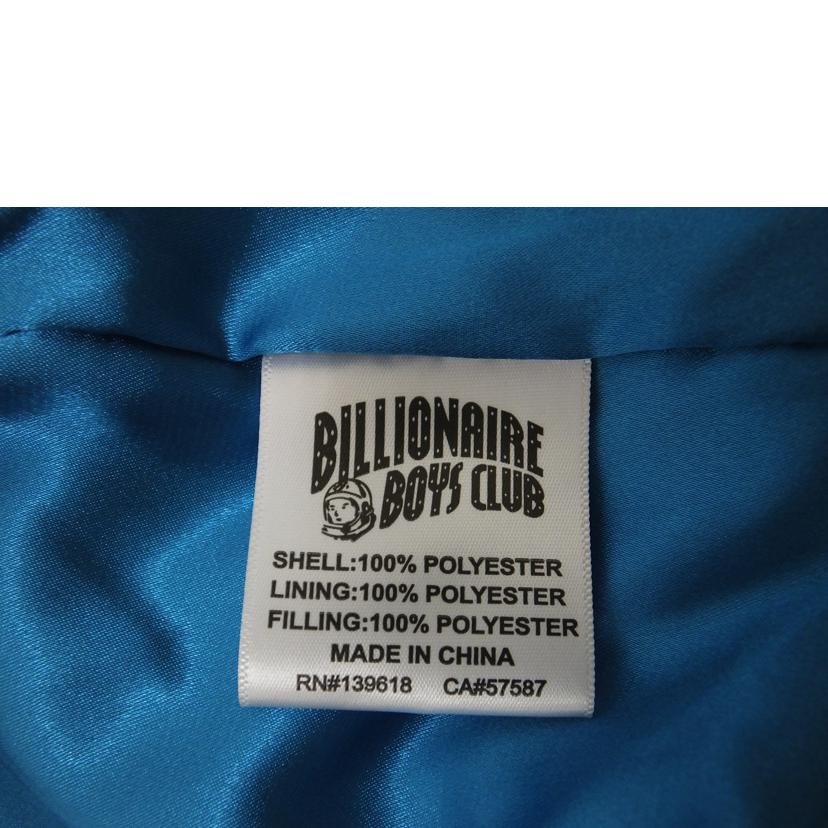 BILLIONAIRE
BOYS CLUB
SHELL:100% POLYESTER
LINING:100% POLYESTER
FILLING:100% POLYESTER
MADE IN CHINA
RN#139618 CA#57587